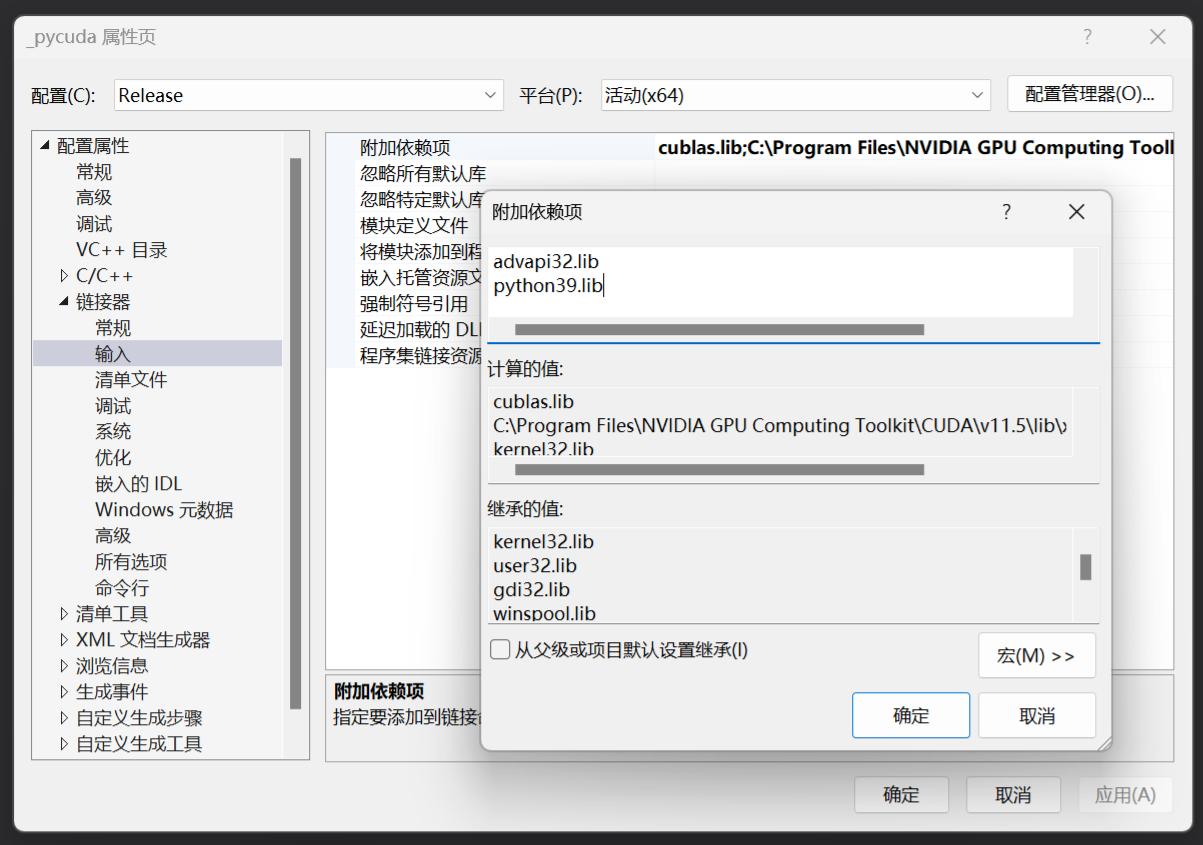 _pycuda 属性页
配置(C): Release 平台(P): 活动(x64) 配置管理器(O)...
配置属性
常规
高级
调试
VC++ 目录
C/C++
链接器
常规
输入
清单文件
调试
系统
优化
嵌入的 IDL
Windows 元数据
高级
所有选项
命令行
清单工具
XML 文档生成器
浏览信息
生成事件
自定义生成步骤
自定义生成工具
附加依赖项 cublas.lib;C:\Program Files\NVIDIA GPU Computing Tooll
忽略所有默认库
忽略特定默认库
模块定义文件
将模块添加到程
嵌入托管资源文
强制符号引用
延迟加载的 DLL
程序集链接资源
附加依赖项
指定要添加到链接
附加依赖项
advapi32.lib
python39.lib
计算的值:
cublas.lib
C:\Program Files\NVIDIA GPU Computing Toolkit\CUDA\v11.5\lib\x
kernel32.lib
继承的值:
kernel32.lib
user32.lib
gdi32.lib
winspool.lib
从父级或项目默认设置继承(I)
宏(M) >>
确定 取消
确定 取消 应用(A)